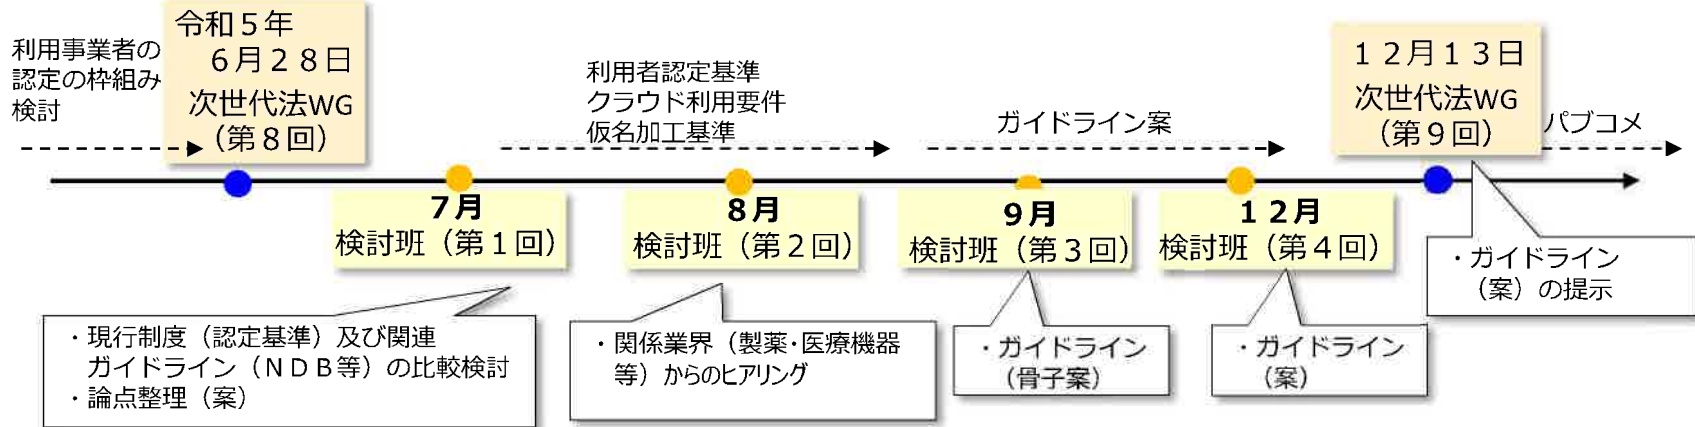 利用事業者の
認定の枠組み
検討
令和５年
６月２８日
次世代法WG
（第８回）
利用者認定基準
クラウド利用要件
仮名加工基準
ガイドライン案
１２月１３日
次世代法WG
（第９回）
パブコメ
７月
検討班（第１回）
８月
検討班（第２回）
９月
検討班（第３回）
１２月
検討班（第４回）
・現行制度（認定基準）及び関連
ガイドライン（ＮＤＢ等）の比較検討
・論点整理（案）
・関係業界（製薬・医療機器
等）からのヒアリング
・ガイドライン
（骨子案）
・ガイドライン
（案）
・ガイドライン
（案）の提示